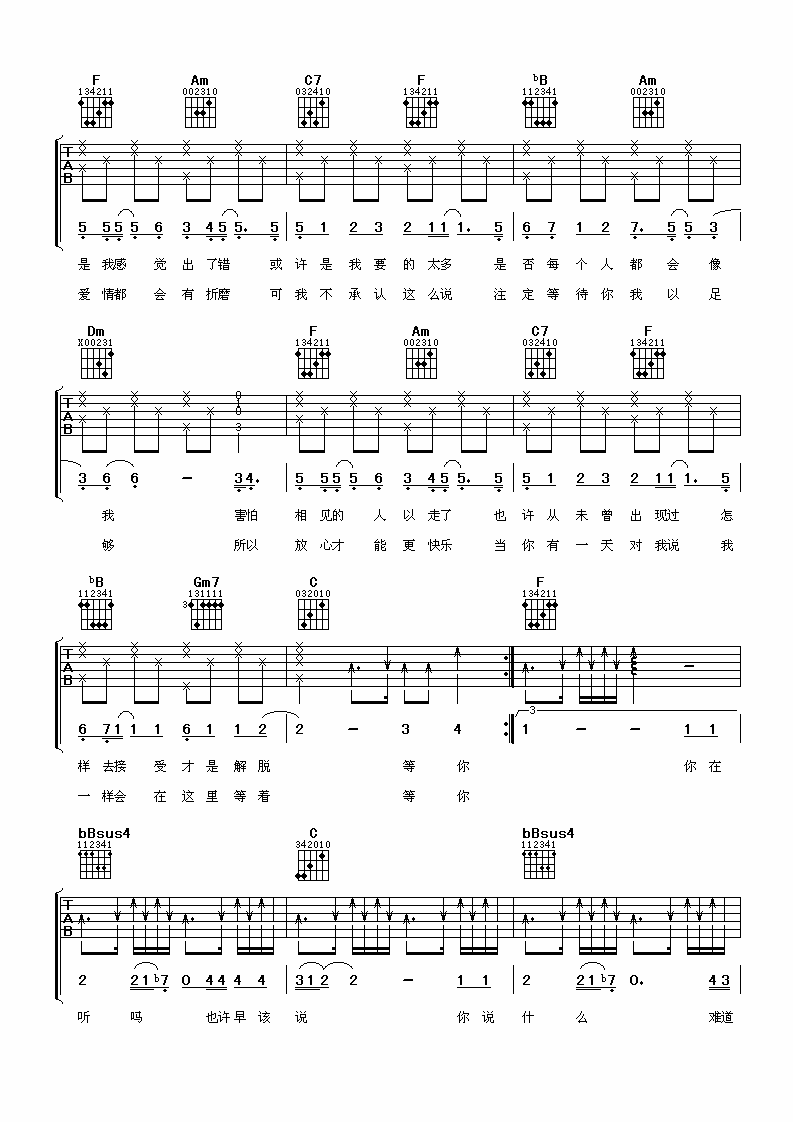 F Am C7 F ♭B Am
134211 002310 032410 134211 112341 002310
T
A
B
5 5 5 5 6 3 4 5 5. 5 5 1 2 3 2 1 1 1. 5 6 7 1 2 7. 5 5 3
是 我感 觉 出 了错 或 许 是 我 要 的 太多 是 否 每 个 人 都 会 像
爱 情都 会 有 折磨 可 我 不 承 认 这 么说 注 定 等 待 你 我 以 足
Dm F Am C7 F
X00231 134211 002310 032410 134211
T
A
B
0
0
3
3 6 6 - 3 4. 5 5 5 5 6 3 4 5 5. 5 5 1 2 3 2 1 1 1. 5
我 害怕 相 见的 人 以 走了 也 许 从 未 曾 出 现过 怎
够 所以 放 心才 能 更 快乐 当 你 有 一 天 对 我说 我
♭B Gm7 C F
112341 131111 032010 134211
3
T
A
B
3
6 7 1 1 1 6 1 1 2 2 - 3 4 1 - - 1 1
样 去接 受 才 是 解 脱 等 你 你 在
一 样会 在 这 里 等 着 等 你
bBsus4 C bBsus4
112341 342010 112341
T
A
B
2 2 1 ♭7 0 4 4 4 4 3 1 2 2 - 1 1 2 2 1 ♭7 0. 4 3
听 吗 也许 早 该 说 你 说 什 么 难道